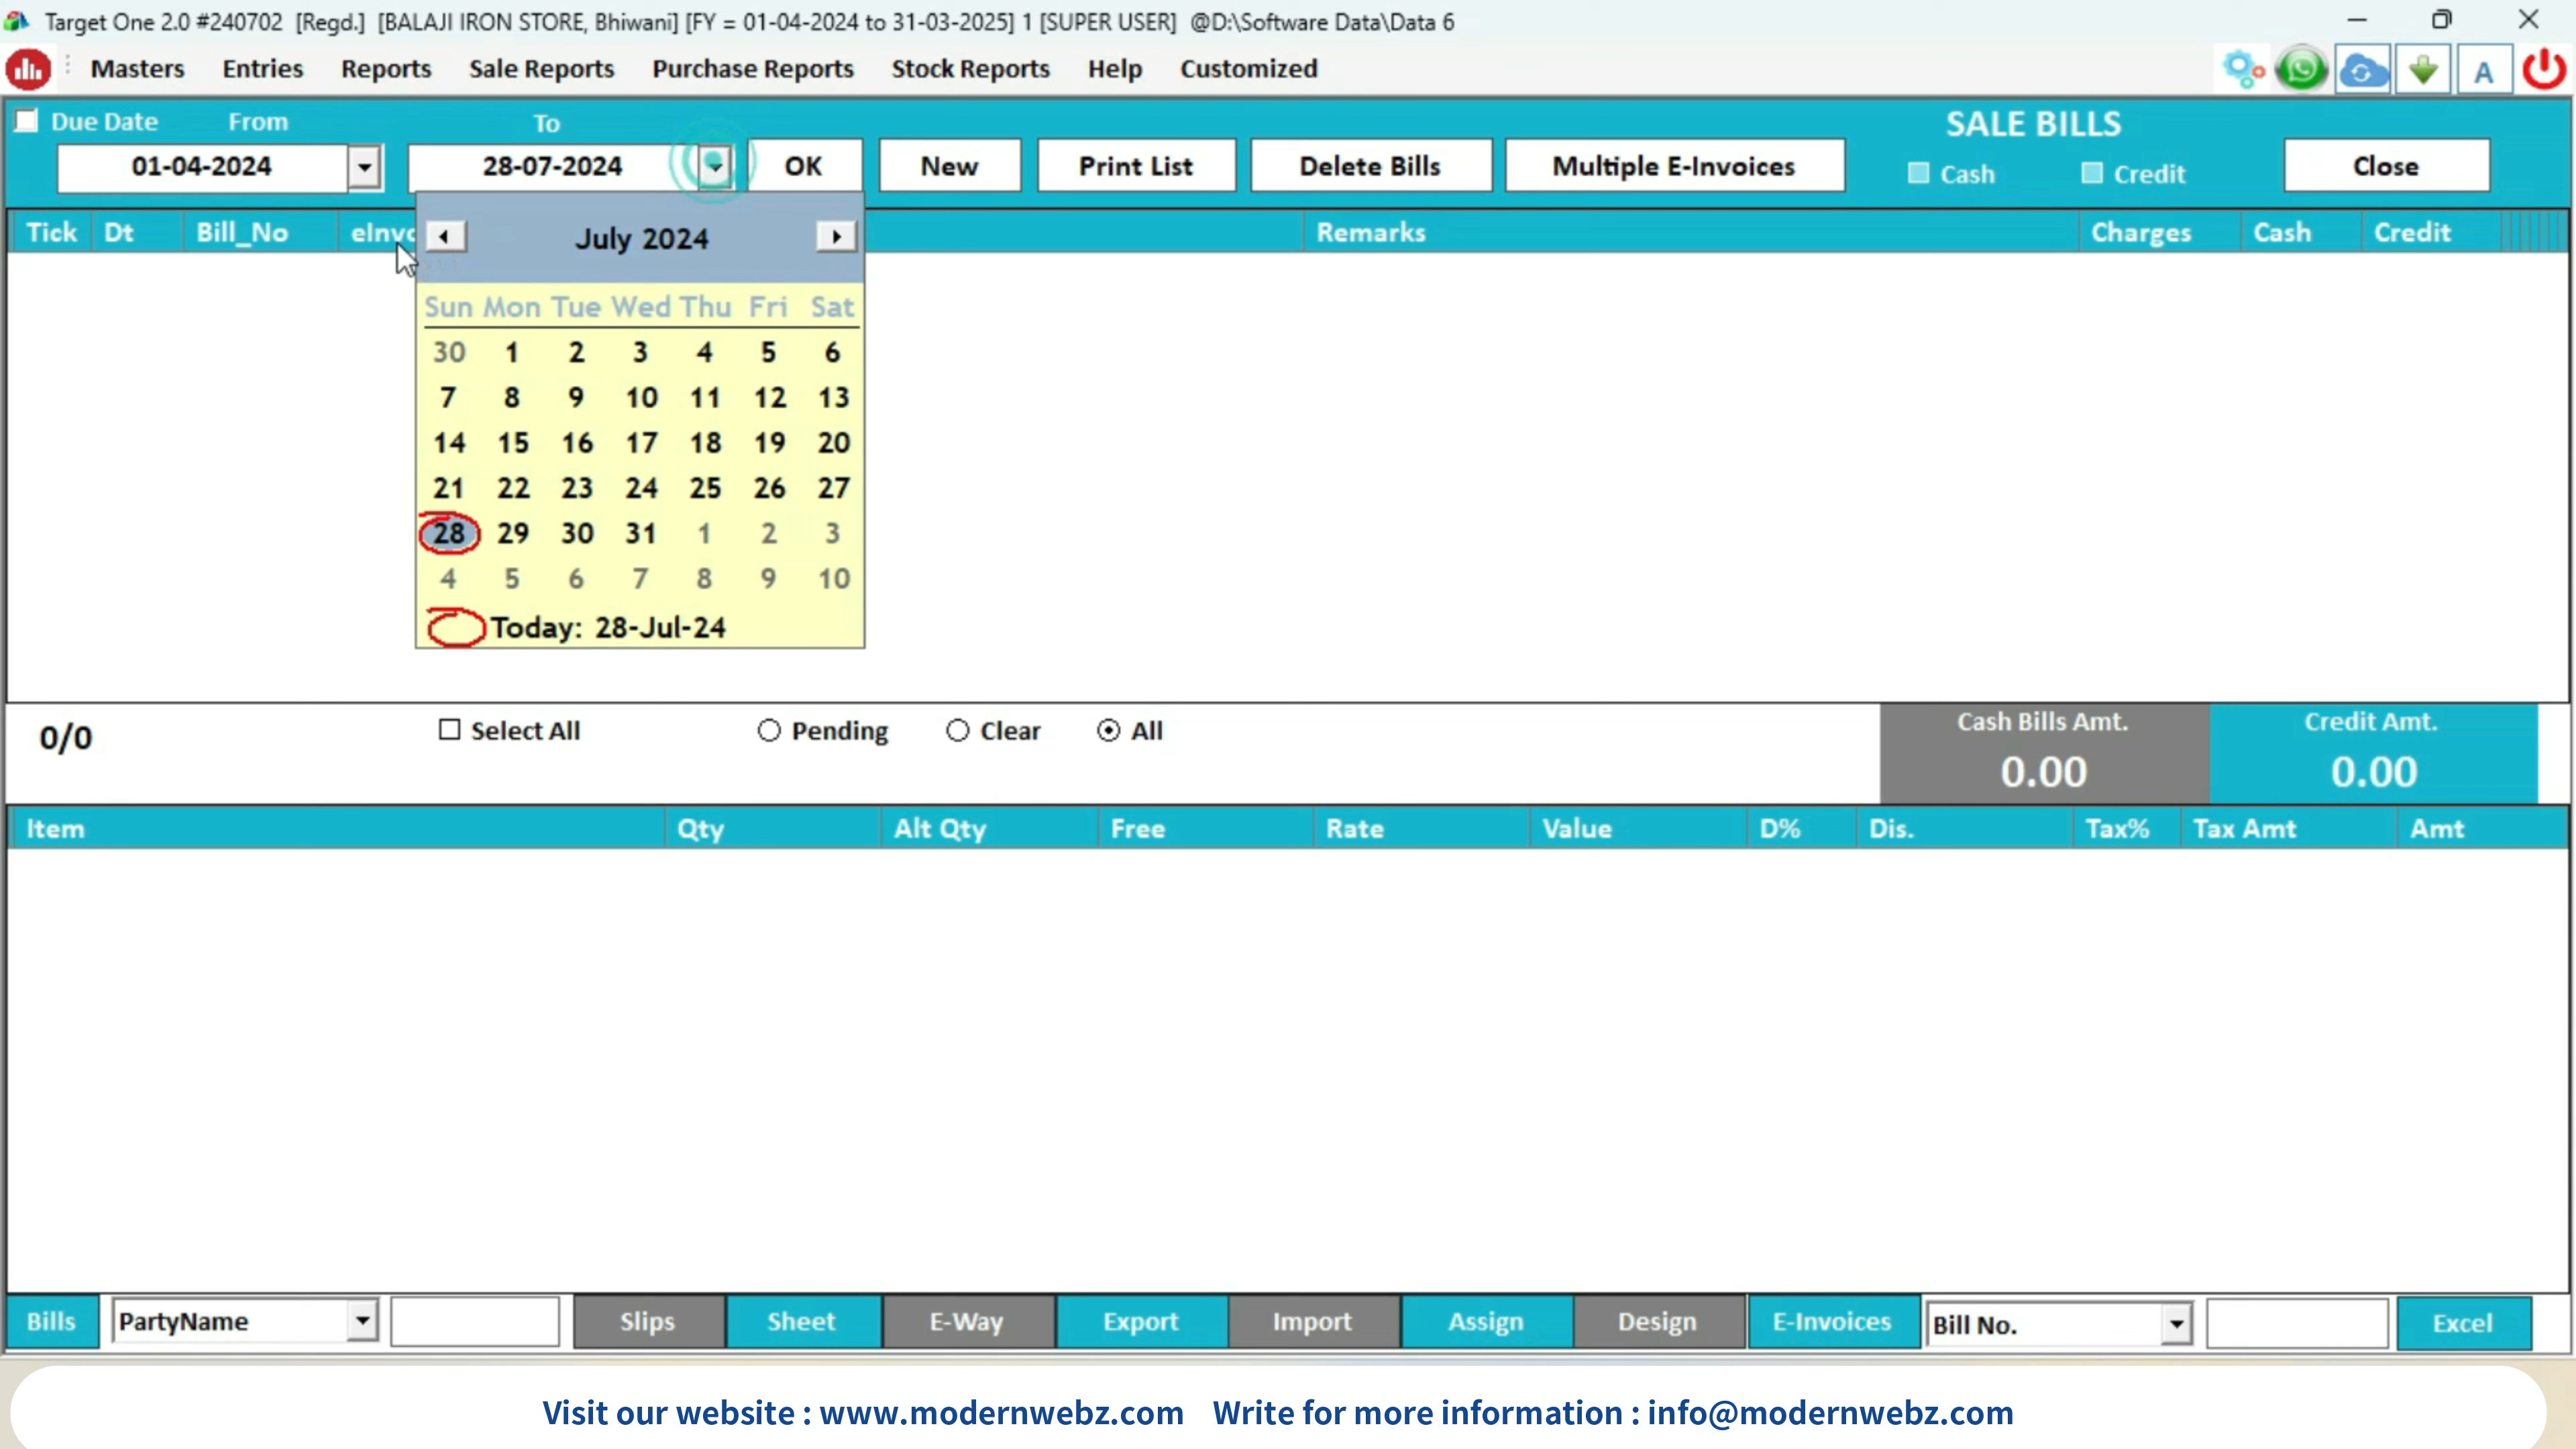 Target One 2.0 #240702 [Regd.] [BALAJI IRON STORE, Bhiwani] [FY = 01-04-2024 to 31-03-2025] 1 [SUPER USER] @D:\Software Data\Data 6
Masters Entries Reports Sale Reports Purchase Reports Stock Reports Help Customized A
Due Date From To SALE BILLS
01-04-2024 28-07-2024 OK New Print List Delete Bills Multiple E-Invoices Cash Credit Close
Tick Dt Bill_No Remarks Charges Cash Credit
July 2024
Sun Mon Tue Wed Thu Fri Sat
30 1 2 3 4 5 6
7 8 9 10 11 12 13
14 15 16 17 18 19 20
21 22 23 24 25 26 27
28 29 30 31 1 2 3
4 5 6 7 8 9 10
Today: 28-Jul-24
0/0 Select All Pending Clear All
Cash Bills Amt. Credit Amt.
0.00 0.00
Item Qty Alt Qty Free Rate Value D% Dis. Tax% Tax Amt Amt
Bills PartyName Slips Sheet E-Way Export Import Assign Design E-Invoices Bill No. Excel
Visit our website : www.modernwebz.com Write for more information : info@modernwebz.com